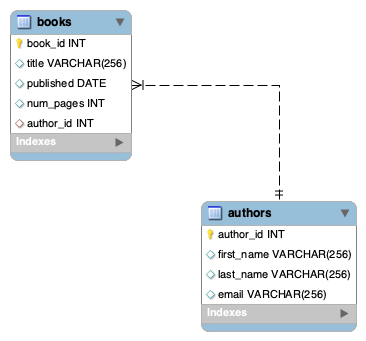 books
book_id INT
title VARCHAR(256)
published DATE
num_pages INT
author_id INT
Indexes
authors
author_id INT
first_name VARCHAR(256)
last_name VARCHAR(256)
email VARCHAR(256)
Indexes